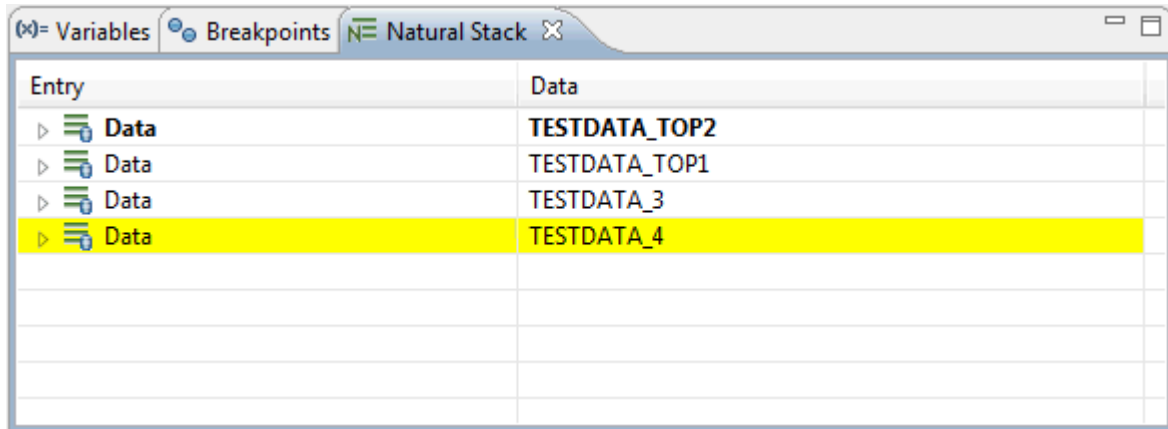 (x)= Variables Breakpoints N Natural Stack
Entry Data
Data TESTDATA_TOP2
Data TESTDATA_TOP1
Data TESTDATA_3
Data TESTDATA_4